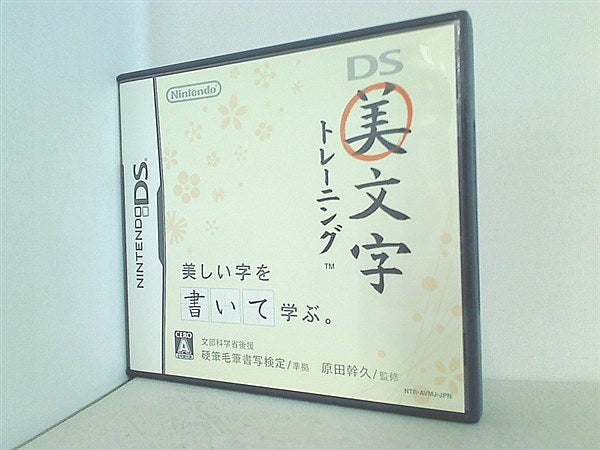 NINTENDO DS
Nintendo
DS
美文字
トレーニング™
美しい字を
書いて学ぶ。
CERO
A
文部科学省後援
硬筆毛筆書写検定/準拠 原田幹久/監修
NTR-AVMJ-JPN